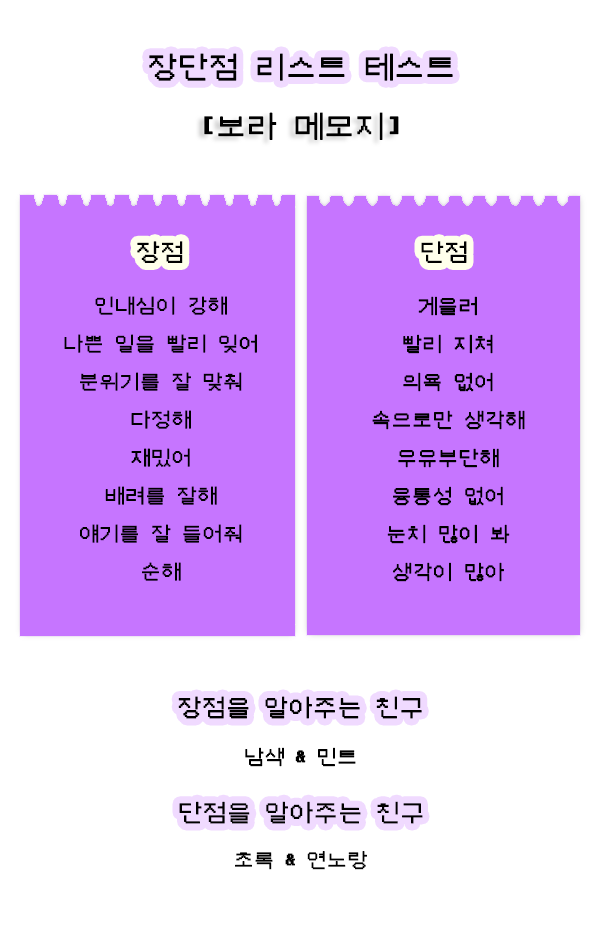 장단점 리스트 테스트
[보라 메모지]
장점
인내심이 강해
나쁜 일을 빨리 잊어
분위기를 잘 맞춰
다정해
재밌어
배려를 잘해
얘기를 잘 들어줘
순해
단점
게을러
빨리 지쳐
의욕 없어
속으로만 생각해
우유부단해
융통성 없어
눈치 많이 봐
생각이 많아
장점을 알아주는 친구
남색 & 민트
단점을 알아주는 친구
초록 & 연노랑